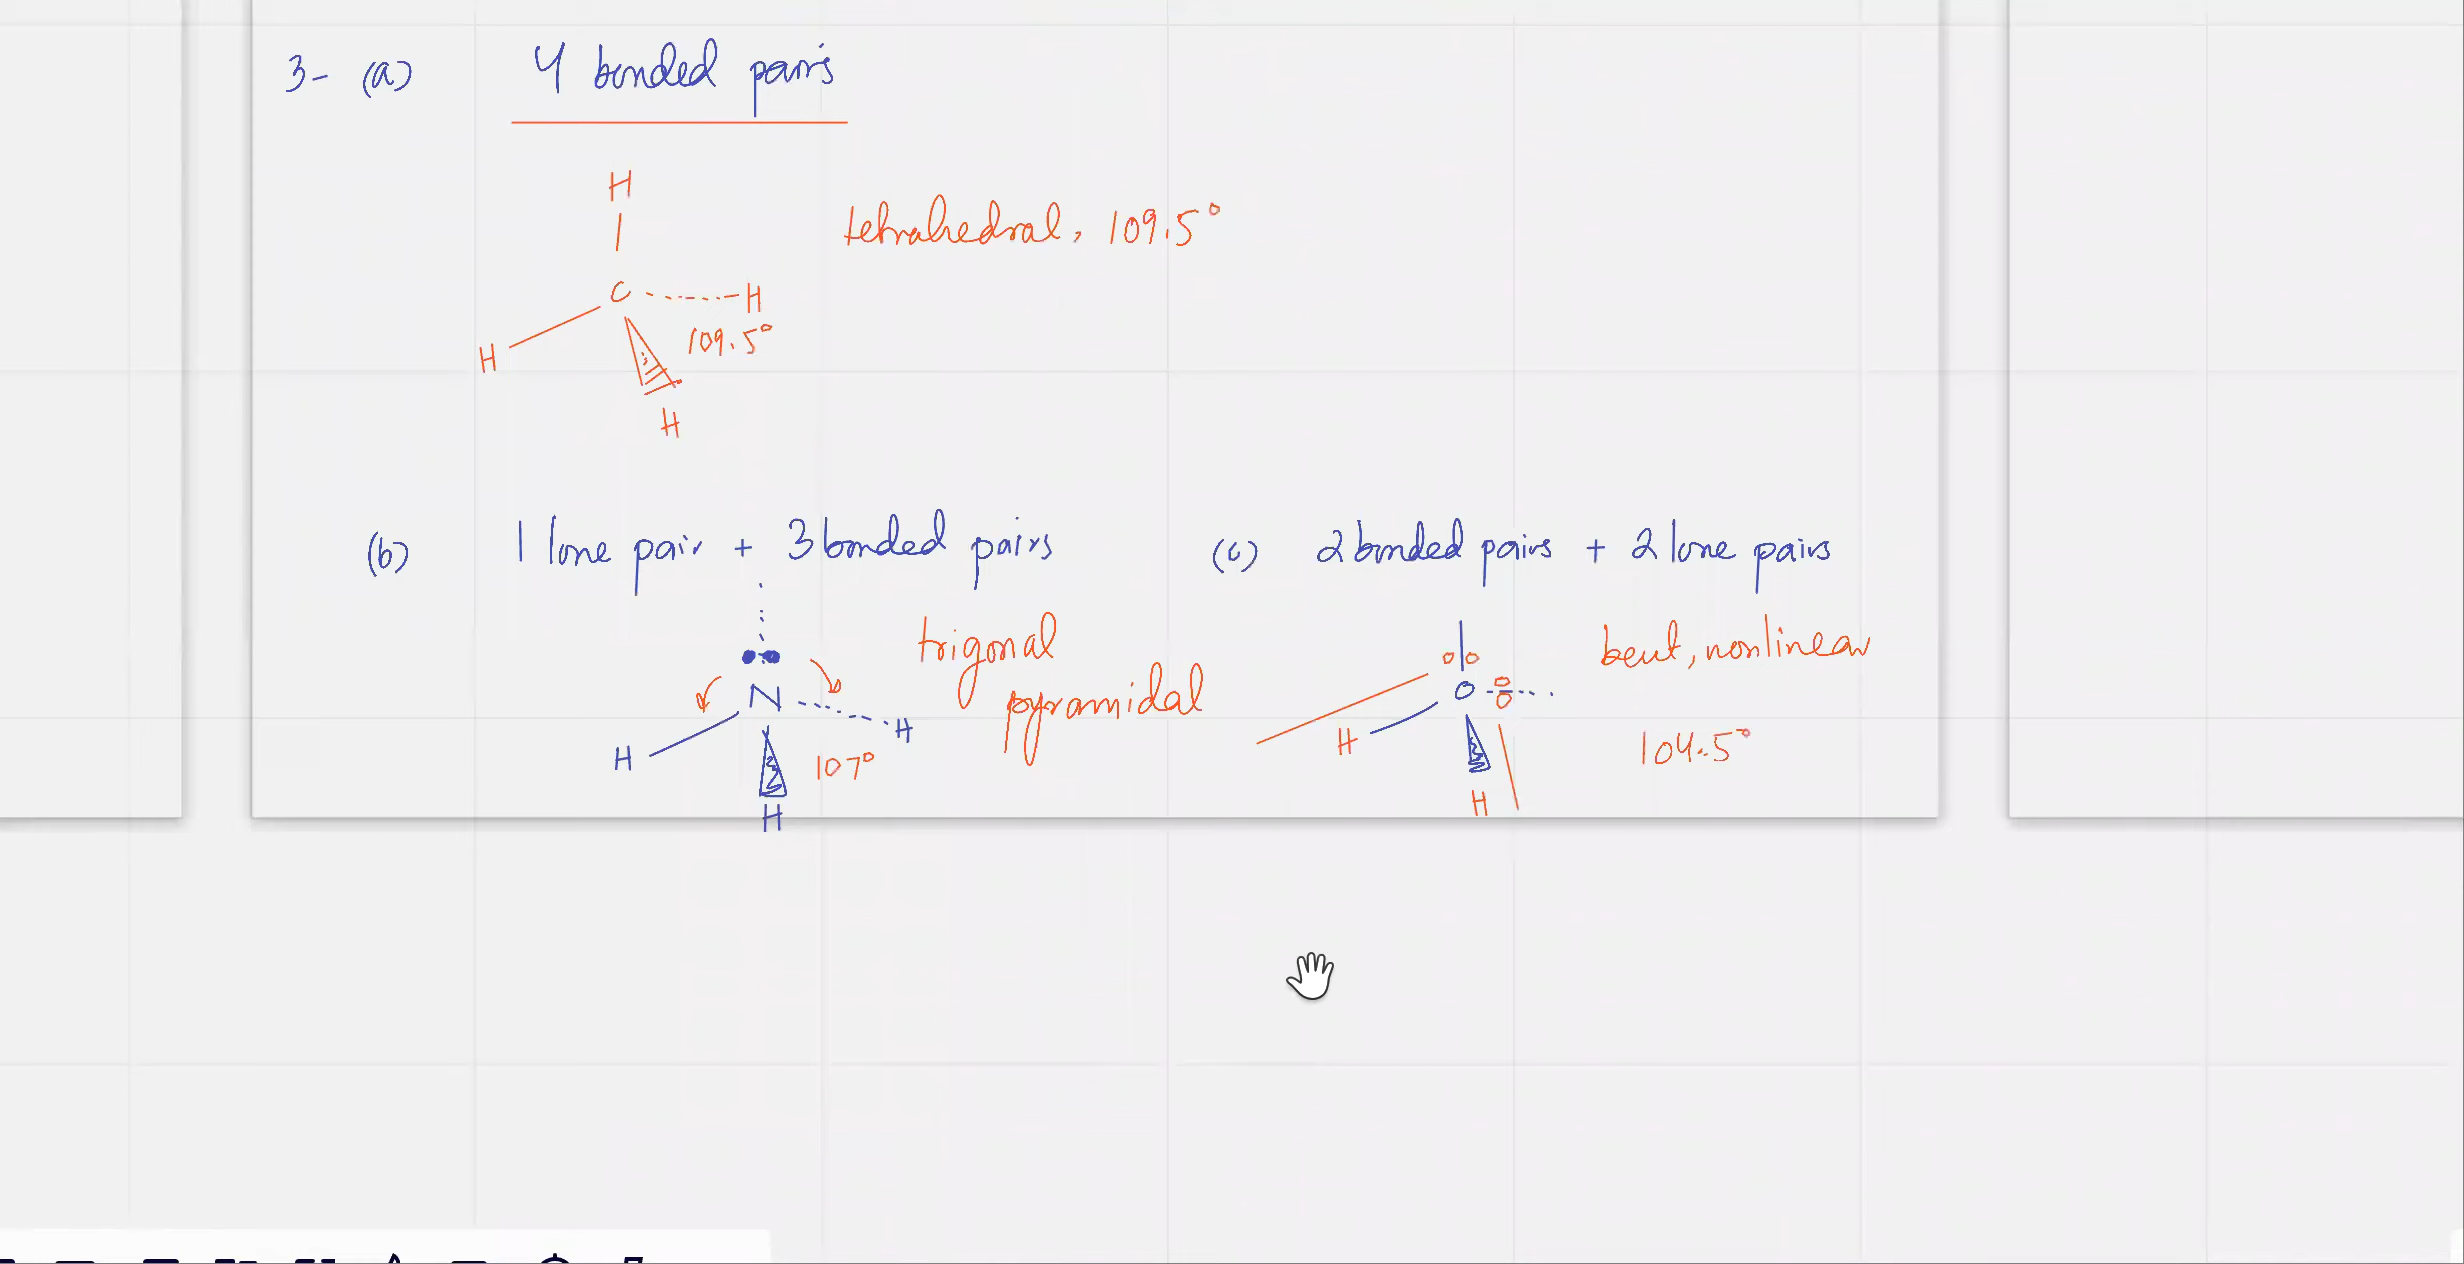 3- (a) 4 bonded pairs
H
tetrahedral, 109.5°
C H
109.5°
H
H
(b) 1 lone pair + 3 bonded pairs
trigonal
pyramidal
N
H
H
107°
H
(c) 2 bonded pairs + 2 lone pairs
bent, nonlinear
O
H
104.5°
H